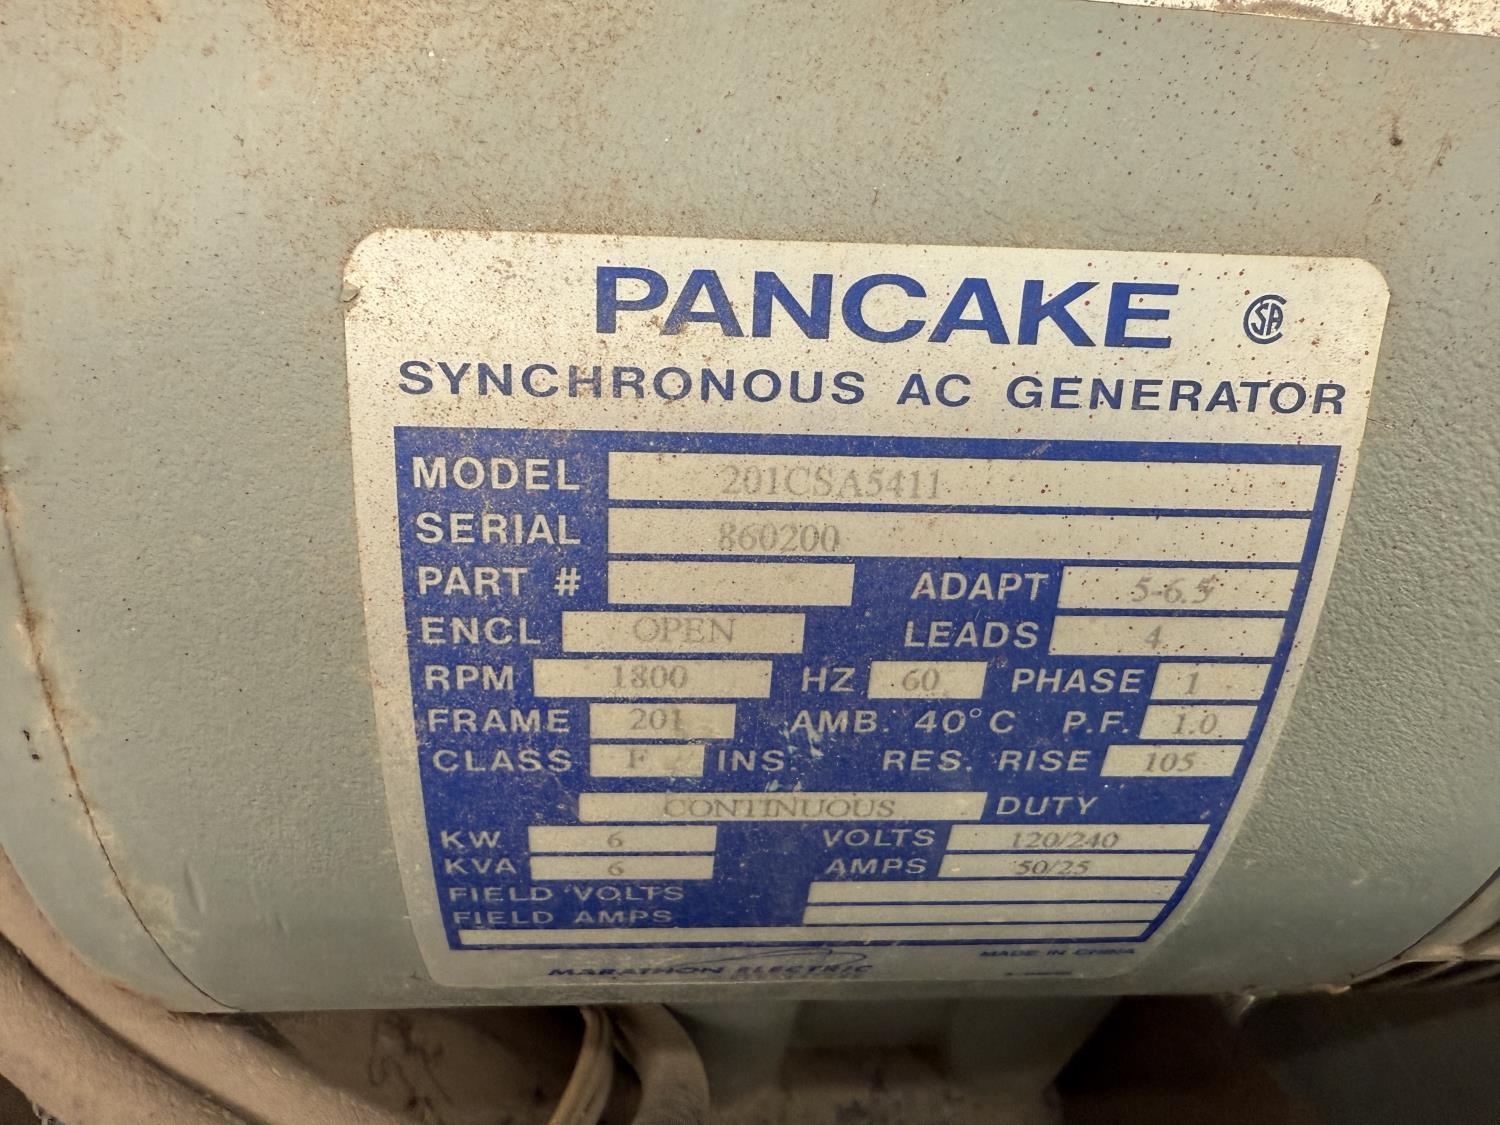 PANCAKE CSA
SYNCHRONOUS AC GENERATOR
MODEL 201CSA5411
SERIAL 860200
PART # ADAPT 5-6.5
ENCL OPEN LEADS 4
RPM 1800 HZ 60 PHASE 1
FRAME 201 AMB. 40°C P.F. 1.0
CLASS F INS. RES. RISE 105
CONTINUOUS DUTY
KW 6 VOLTS 120/240
KVA 6 AMPS 50/25
FIELD VOLTS
FIELD AMPS
MARATHON ELECTRIC MADE IN CHINA